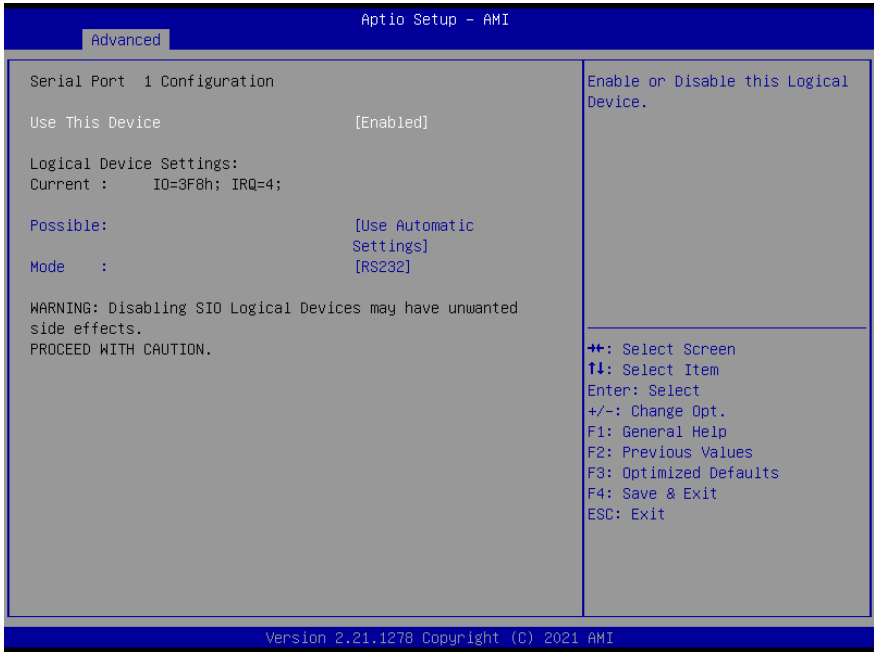 Aptio Setup – AMI
Advanced
Serial Port 1 Configuration
Use This Device [Enabled]
Logical Device Settings:
Current : IO=3F8h; IRQ=4;
Possible: [Use Automatic
Settings]
Mode : [RS232]
WARNING: Disabling SIO Logical Devices may have unwanted
side effects.
PROCEED WITH CAUTION.
Enable or Disable this Logical
Device.
→←: Select Screen
↑↓: Select Item
Enter: Select
+/-: Change Opt.
F1: General Help
F2: Previous Values
F3: Optimized Defaults
F4: Save & Exit
ESC: Exit
Version 2.21.1278 Copyright (C) 2021 AMI